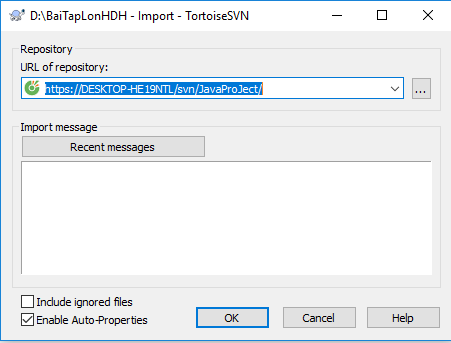 D:\BaiTapLonHDH - Import - TortoiseSVN
Repository
URL of repository:
https://DESKTOP-HE19NTL/svn/JavaProJect/
...
Import message
Recent messages
Include ignored files
Enable Auto-Properties
OK
Cancel
Help